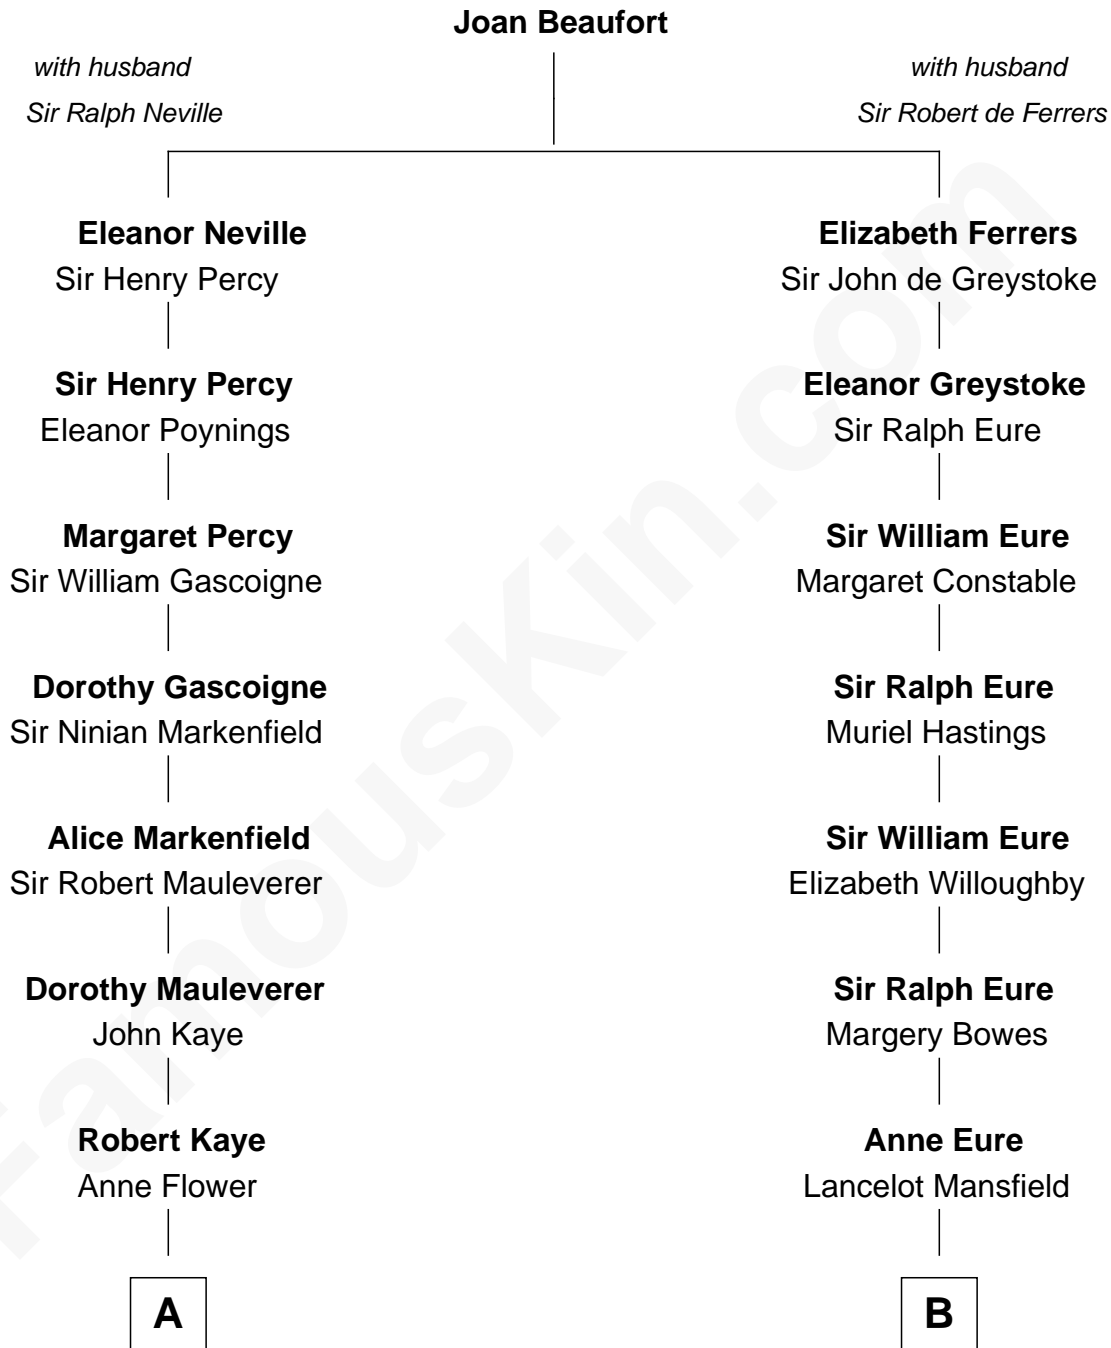 Joan Beaufort
with husband
Sir Ralph Neville
with husband
Sir Robert de Ferrers
Eleanor Neville
Sir Henry Percy
Elizabeth Ferrers
Sir John de Greystoke
Sir Henry Percy
Eleanor Poynings
Eleanor Greystoke
Sir Ralph Eure
Margaret Percy
Sir William Gascoigne
Sir William Eure
Margaret Constable
Dorothy Gascoigne
Sir Ninian Markenfield
Sir Ralph Eure
Muriel Hastings
Alice Markenfield
Sir Robert Mauleverer
Sir William Eure
Elizabeth Willoughby
Dorothy Mauleverer
John Kaye
Sir Ralph Eure
Margery Bowes
Robert Kaye
Anne Flower
Anne Eure
Lancelot Mansfield
A
B
FamousKin.com